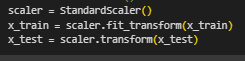 scaler = StandardScaler()
x_train = scaler.fit_transform(x_train)
x_test = scaler.transform(x_test)